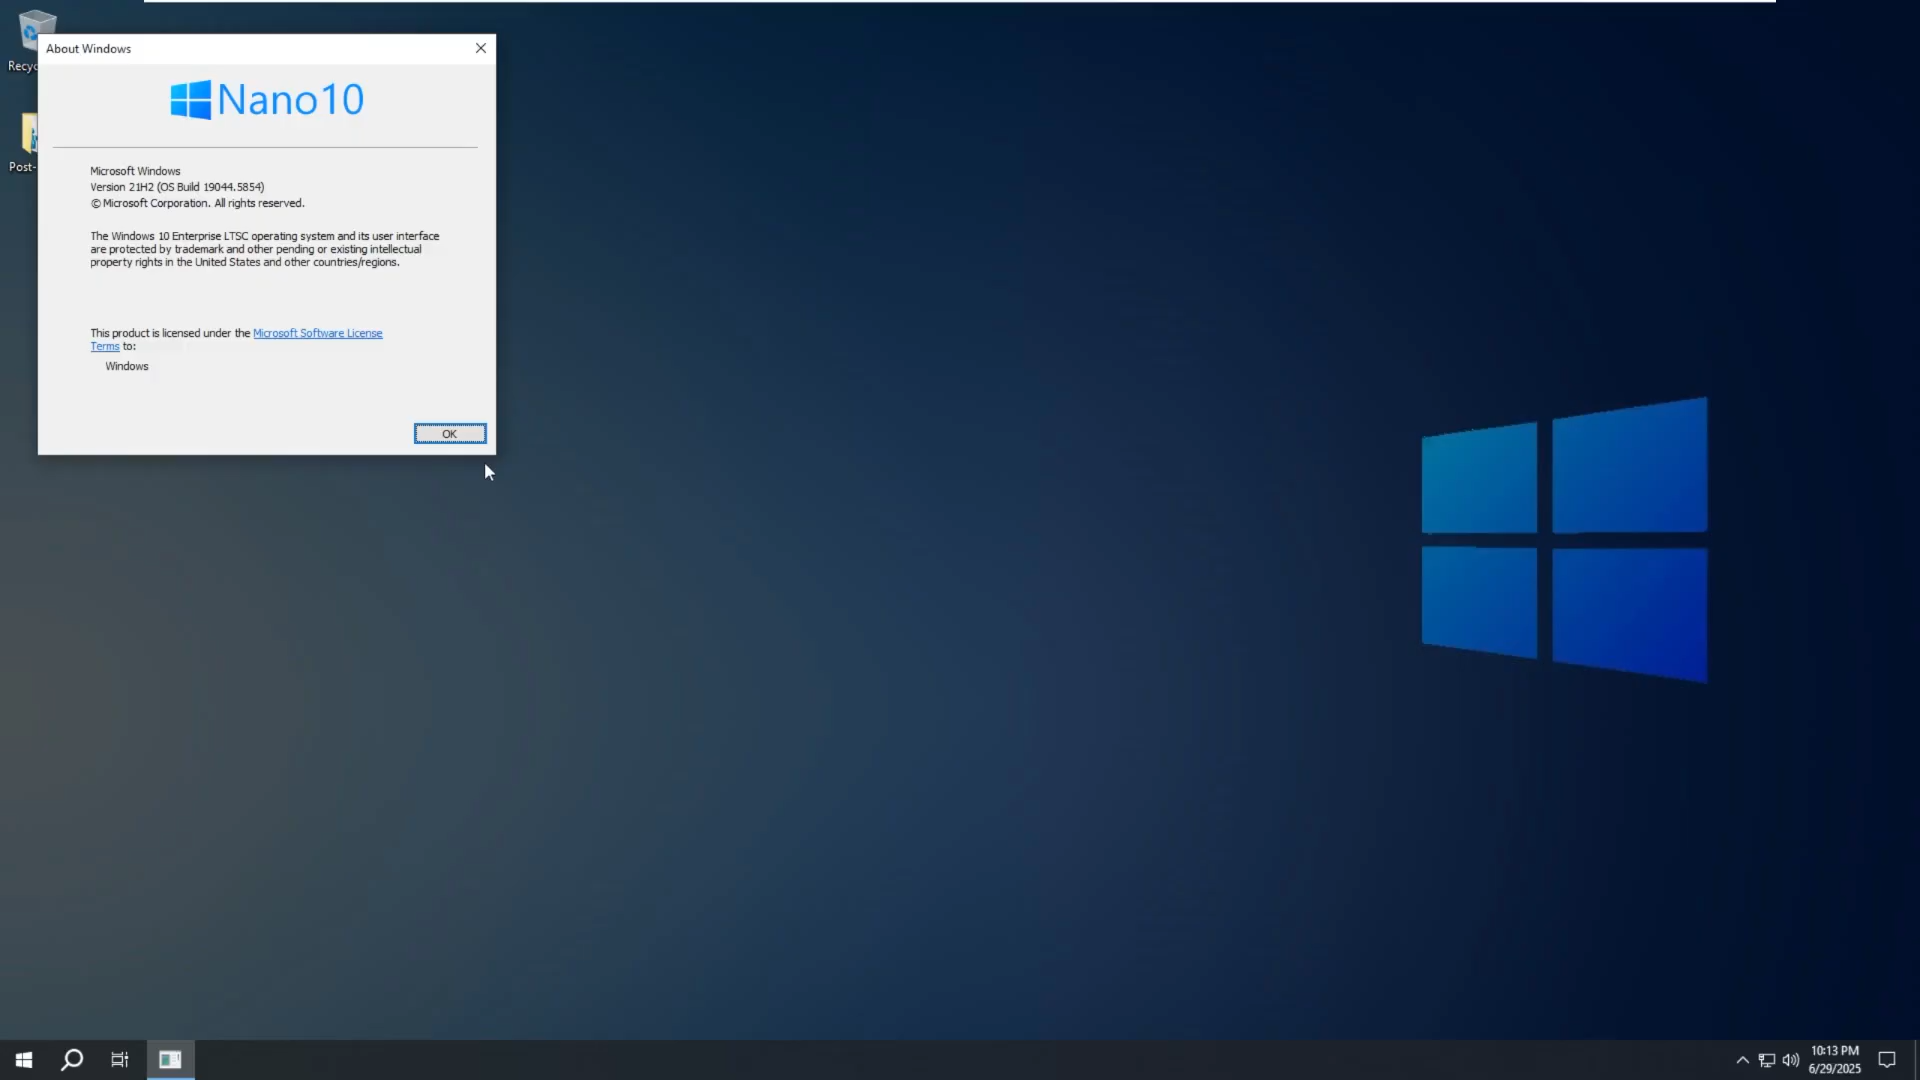 Recyc
About Windows
Nano10
Post-
Microsoft Windows
Version 21H2 (OS Build 19044.5854)
© Microsoft Corporation. All rights reserved.
The Windows 10 Enterprise LTSC operating system and its user interface
are protected by trademark and other pending or existing intellectual
property rights in the United States and other countries/regions.
This product is licensed under the Microsoft Software License
Terms to:
Windows
OK
10:13 PM
6/29/2025